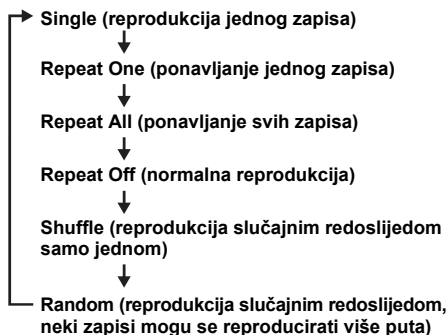 Single (reprodukcija jednog zapisa)
Repeat One (ponavljanje jednog zapisa)
Repeat All (ponavljanje svih zapisa)
Repeat Off (normalna reprodukcija)
Shuffle (reprodukcija slučajnim redoslijedom
samo jednom)
Random (reprodukcija slučajnim redoslijedom,
neki zapisi mogu se reproducirati više puta)